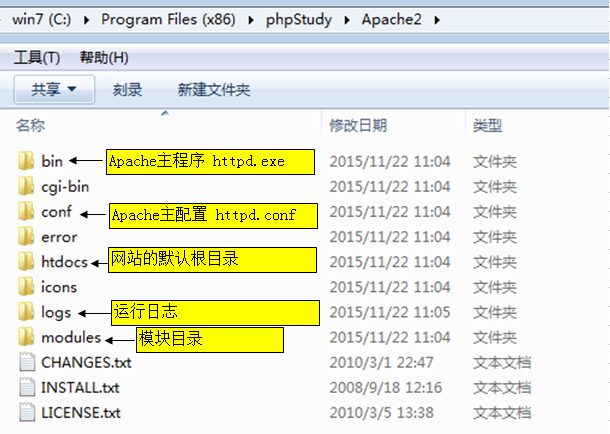 win7 (C:) Program Files (x86) phpStudy Apache2
工具(T) 帮助(H)
共享 刻录 新建文件夹
名称 修改日期 类型
bin Apache主程序 httpd.exe 2015/11/22 11:04 文件夹
cgi-bin 2015/11/22 11:04 文件夹
conf Apache主配置 httpd.conf 2015/11/22 11:04 文件夹
error 2015/11/22 11:04 文件夹
htdocs 网站的默认根目录 2015/11/22 11:04 文件夹
icons 2015/11/22 11:04 文件夹
logs 运行日志 2015/11/22 11:05 文件夹
modules 模块目录 2015/11/22 11:04 文件夹
CHANGES.txt 2010/3/1 22:47 文本文档
INSTALL.txt 2008/9/18 12:16 文本文档
LICENSE.txt 2010/3/5 13:38 文本文档